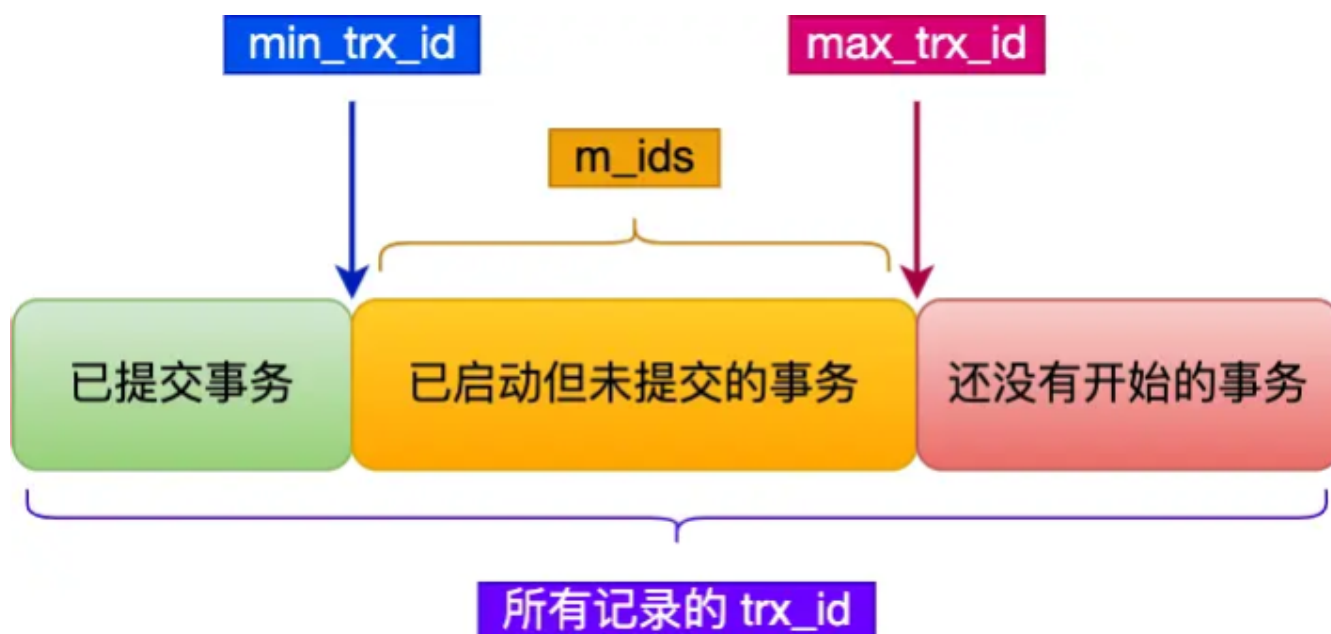 min_trx_id
max_trx_id
m_ids
已提交事务
已启动但未提交的事务
还没有开始的事务
所有记录的 trx_id